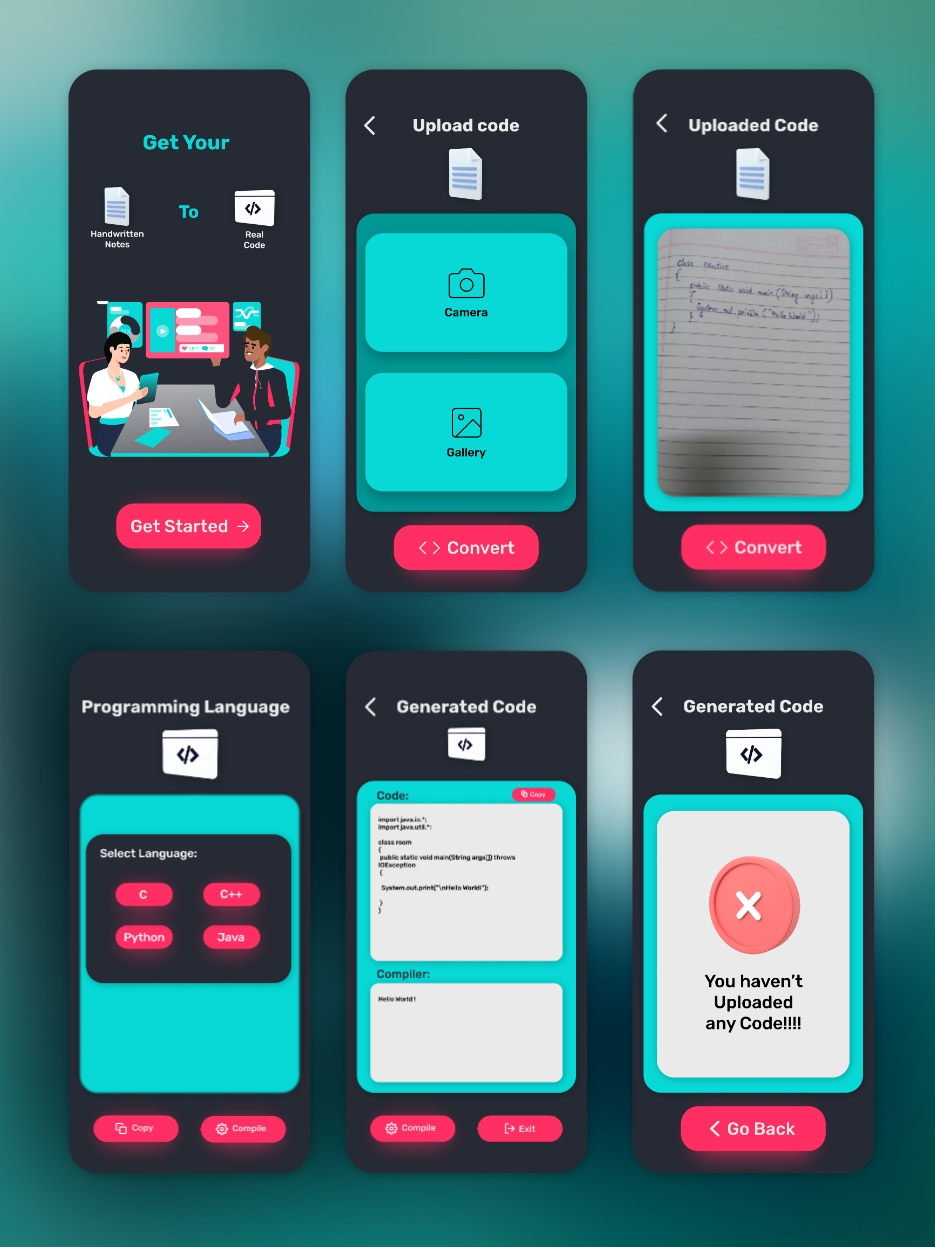 Get Your
To
Handwritten
Notes
Real
Code
Get Started
Upload code
Camera
Gallery
Convert
Uploaded Code
class practice
{
public static void main (String args[])
{
System.out.println ("Hello World");
}
}
Convert
Programming Language
Select Language:
C
C++
Python
Java
Copy
Compile
Generated Code
Code:
Copy
import java.io.*;
import java.util.*;
class room
{
public static void main(String args[]) throws
IOException
{
System.out.print("\nHello World!");
}
}
Compiler:
Hello World!
Compile
Exit
Generated Code
You haven't
Uploaded
any Code!!!!
Go Back